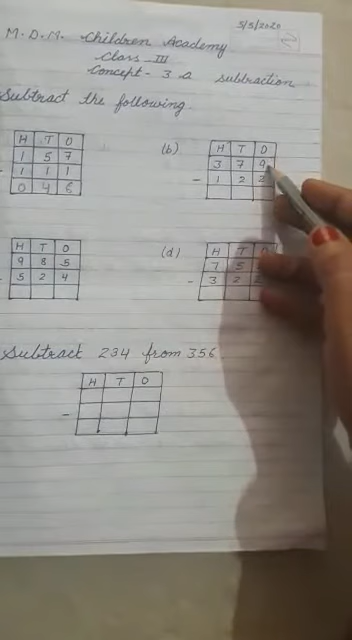 5/5/2020
M. D. M. Children Academy
Class - III
Concept - 3 a subtraction
Subtract the following
H T O
1 5 7
- 1 1 1
0 4 6
(b)
H T O
3 7 9
- 1 2 2
H T O
9 8 5
- 5 2 4
(d)
H T
7 5
- 3 2 2
Subtract 234 from 356
H T O
-